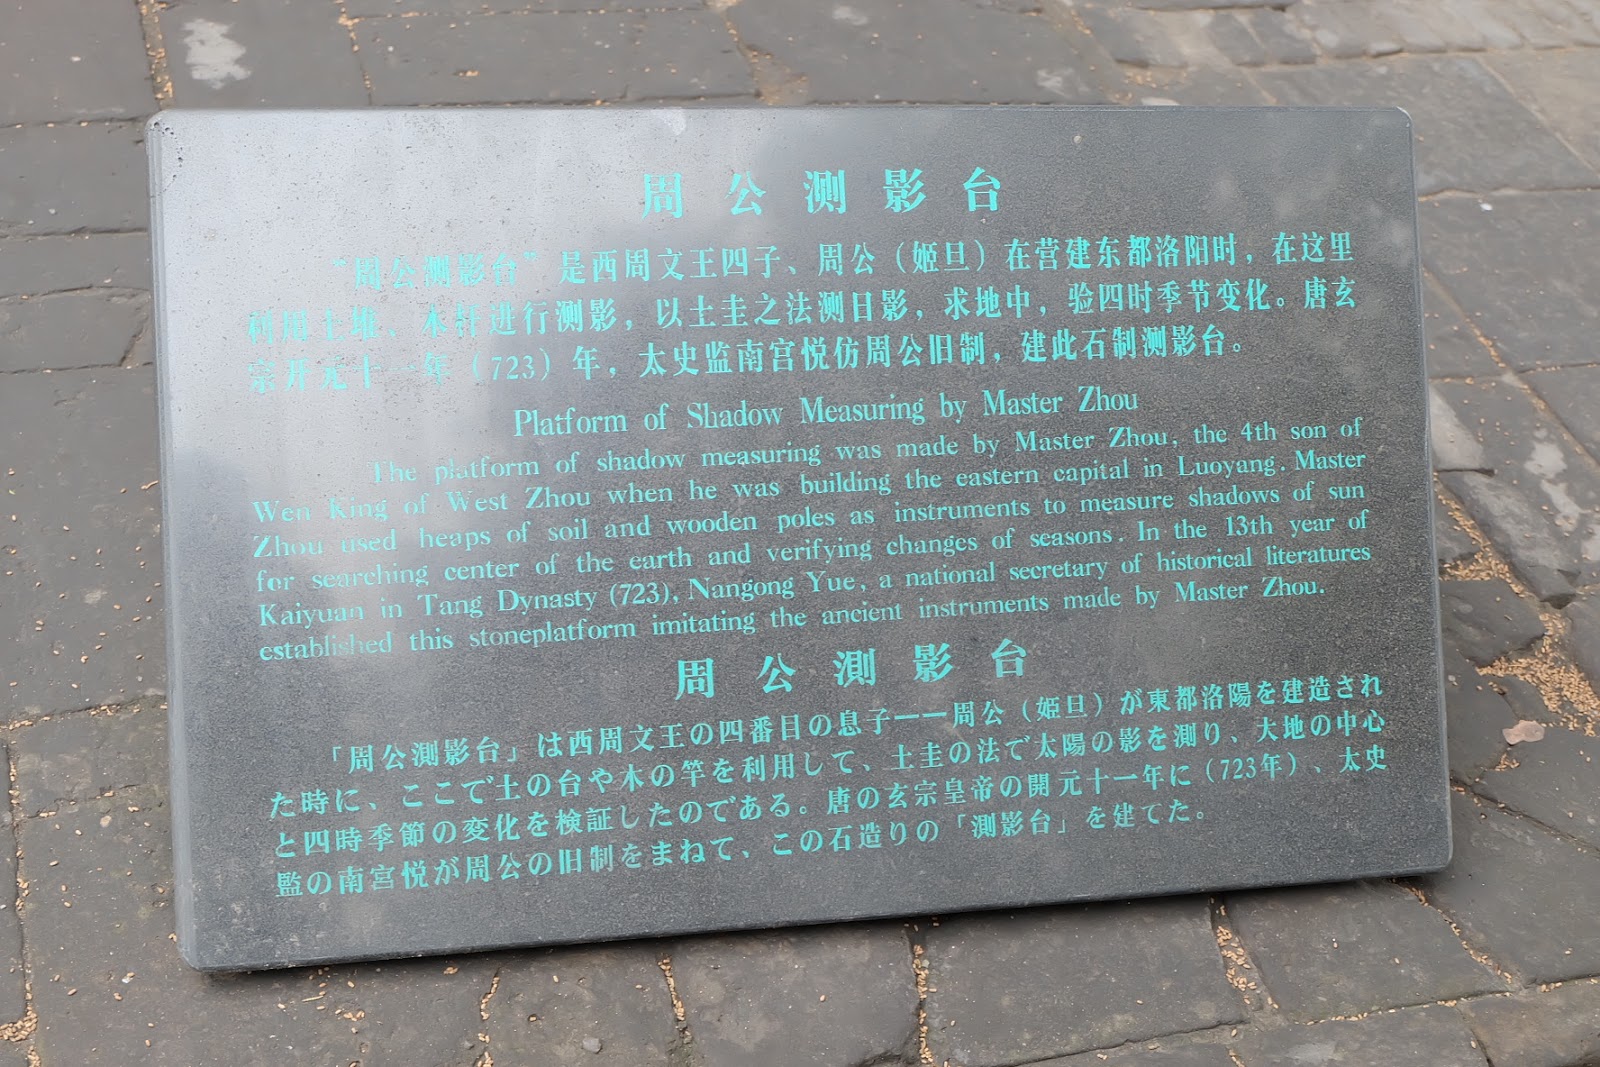 周公测影台
“周公测影台”是西周文王四子、周公（姬旦）在营建东都洛阳时，在这里
利用土堆、木杆进行测影，以土圭之法测日影，求地中，验四时季节变化。唐玄
宗开元十一年（723）年，太史监南宫悦仿周公旧制，建此石制测影台。
Platform of Shadow Measuring by Master Zhou
The platform of shadow measuring was made by Master Zhou, the 4th son of
Wen King of West Zhou when he was building the eastern capital in Luoyang. Master
Zhou used heaps of soil and wooden poles as instruments to measure shadows of sun
for searching center of the earth and verifying changes of seasons. In the 13th year of
Kaiyuan in Tang Dynasty (723), Nangong Yue, a national secretary of historical literatures
established this stoneplatform imitating the ancient instruments made by Master Zhou.
周公測影台
「周公測影台」は西周文王の四番目の息子——周公（姫旦）が東都洛陽を建造され
た時に、ここで土の台や木の竿を利用して、土圭の法で太陽の影を測り、大地の中心
と四時季節の変化を検証したのである。唐の玄宗皇帝の開元十一年に（723年）、太史
監の南宮悦が周公の旧制をまねて、この石造りの「測影台」を建てた。